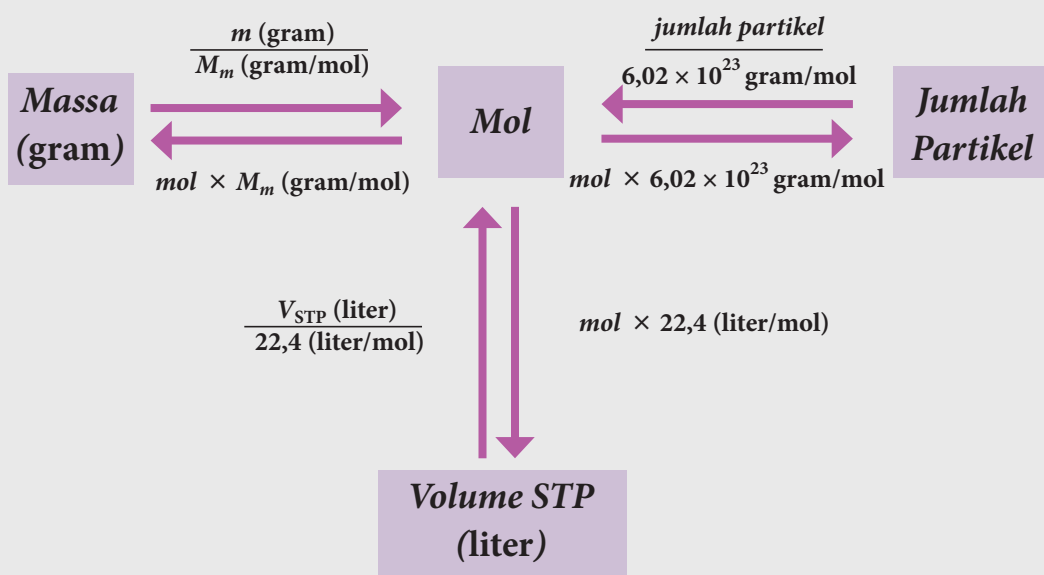 m (gram)
Mₘ (gram/mol)
jumlah partikel
6,02 × 10²³ gram/mol
Massa
(gram)
Mol
Jumlah
Partikel
mol × Mₘ (gram/mol)
mol × 6,02 × 10²³ gram/mol
V_STP (liter)
22,4 (liter/mol)
mol × 22,4 (liter/mol)
Volume STP
(liter)